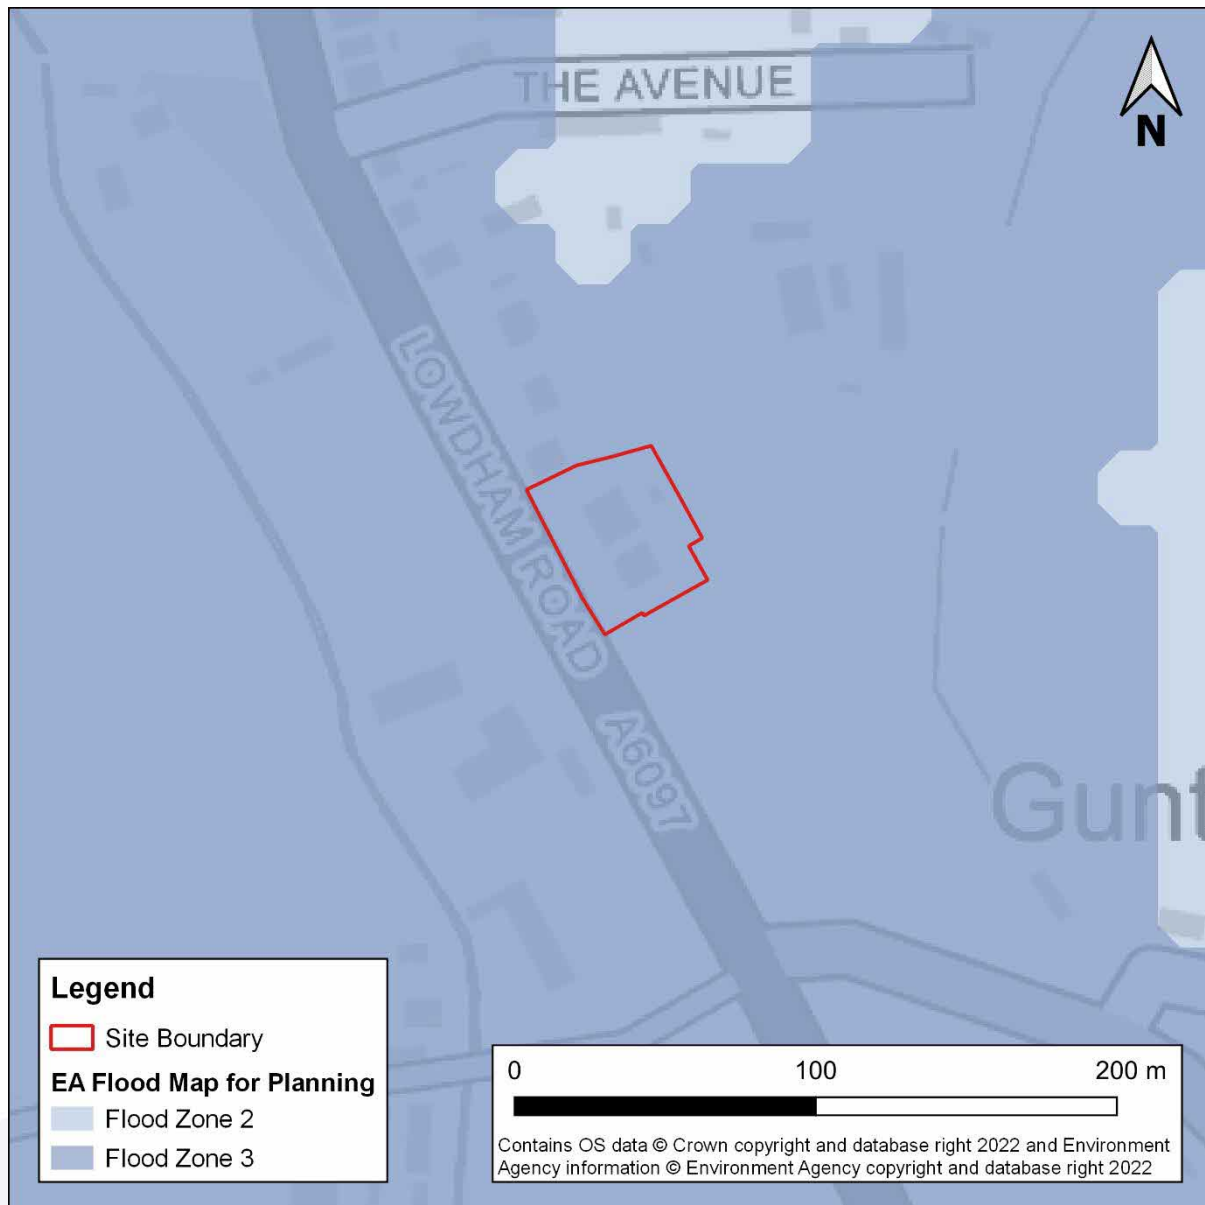 THE AVENUE
N
LOWDHAM ROAD
A6097
Gunt
Legend
Site Boundary
EA Flood Map for Planning
Flood Zone 2
Flood Zone 3
0 100 200 m
Contains OS data © Crown copyright and database right 2022 and Environment
Agency information © Environment Agency copyright and database right 2022